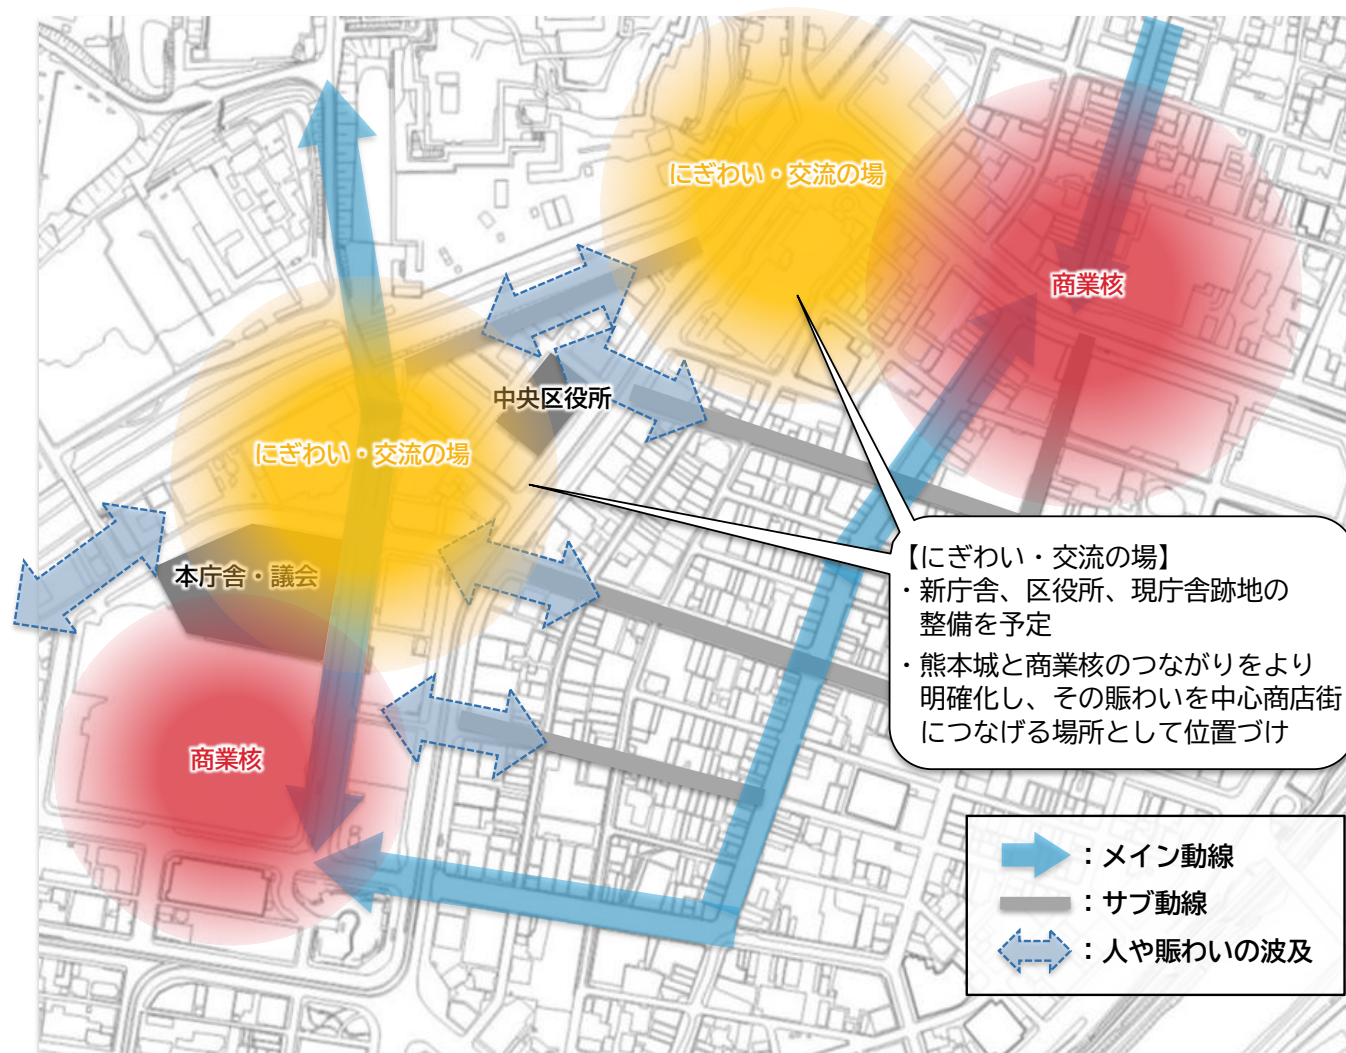 にぎわい・交流の場
商業核
中央区役所
にぎわい・交流の場
本庁舎・議会
商業核
【にぎわい・交流の場】
・新庁舎、区役所、現庁舎跡地の
整備を予定
・熊本城と商業核のつながりをより
明確化し、その賑わいを中心商店街
につなげる場所として位置づけ
：メイン動線
：サブ動線
：人や賑わいの波及